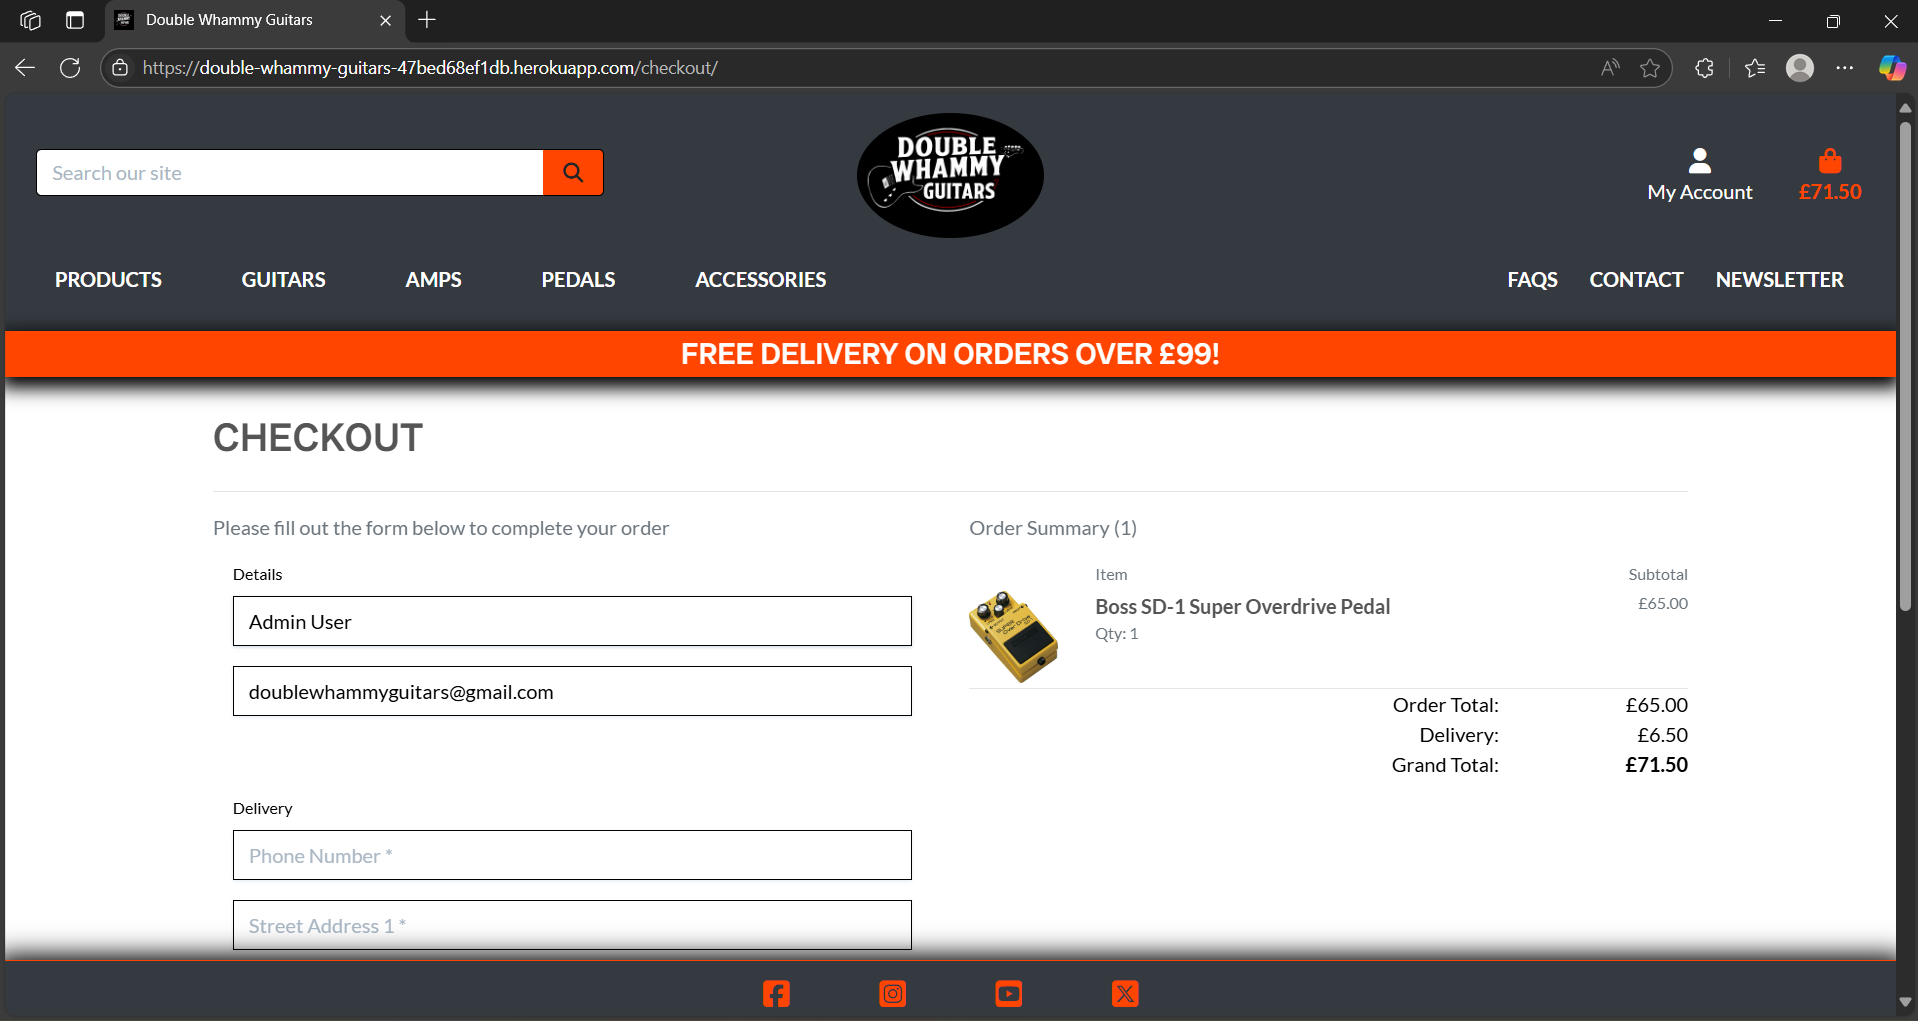 Double Whammy Guitars
https://double-whammy-guitars-47bed68ef1db.herokuapp.com/checkout/
Search our site
DOUBLE
WHAMMY
GUITARS
My Account
£71.50
PRODUCTS
GUITARS
AMPS
PEDALS
ACCESSORIES
FAQS
CONTACT
NEWSLETTER
FREE DELIVERY ON ORDERS OVER £99!
CHECKOUT
Please fill out the form below to complete your order
Details
Admin User
doublewhammyguitars@gmail.com
Delivery
Phone Number *
Street Address 1 *
Order Summary (1)
Item
Subtotal
Boss SD-1 Super Overdrive Pedal
£65.00
Qty: 1
SUPER
Over Drive
Order Total: £65.00
Delivery: £6.50
Grand Total: £71.50